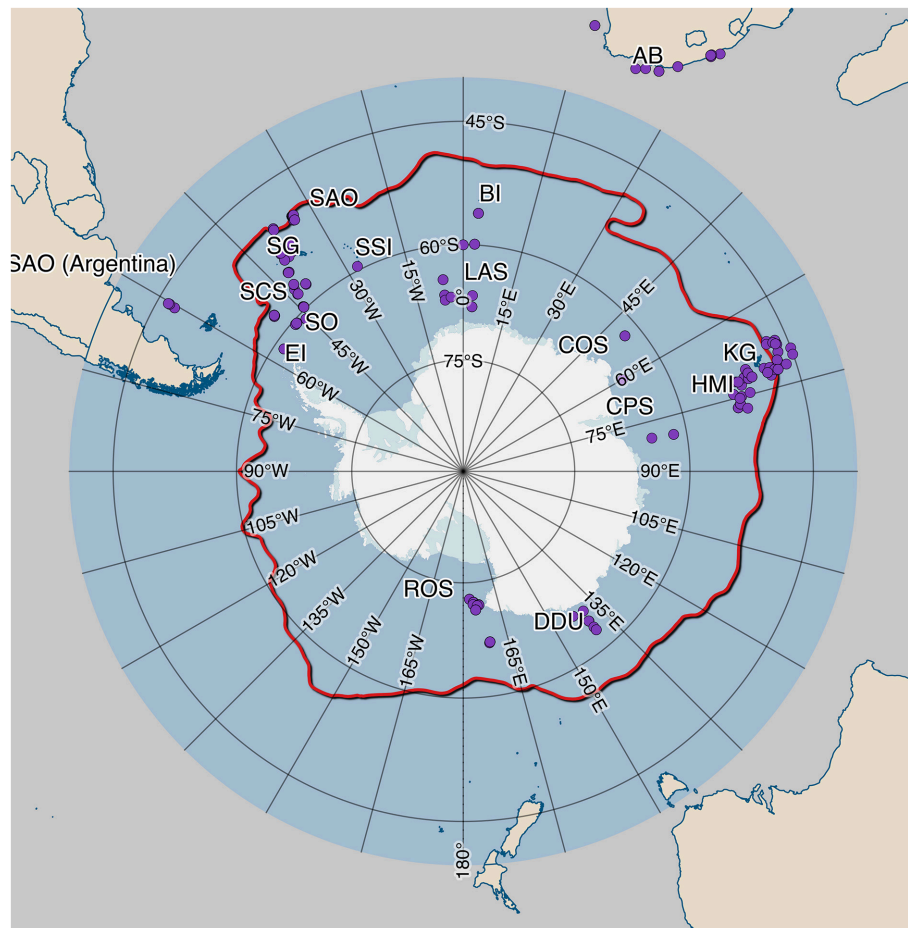 AB
45°S
SAO
BI
SG
SSI
60°S
SAO (Argentina)
15°W
LAS
SCS
30°W
0°
15°E
30°E
45°E
SO
EI
45°W
COS
KG
75°S
60°E
HMI
60°W
CPS
75°W
75°E
90°W
90°E
105°W
105°E
120°W
120°E
ROS
135°W
DDU
135°E
150°W
165°W
165°E
150°E
180°